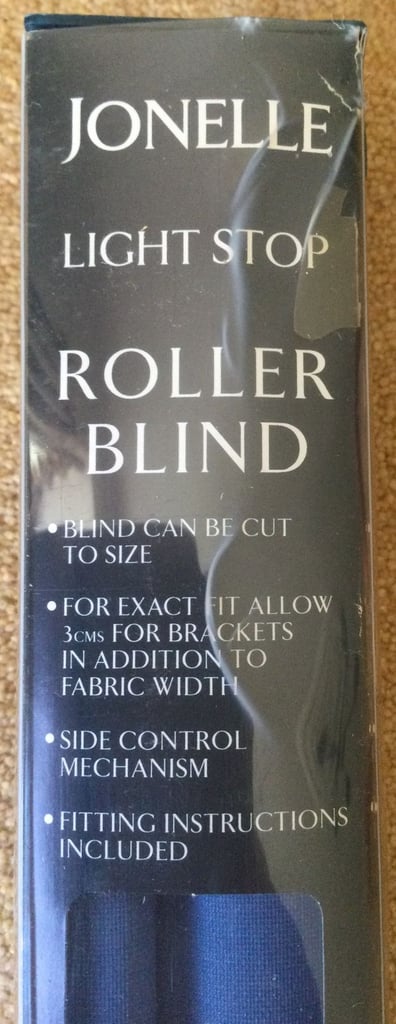 JONELLE
LIGHT STOP
ROLLER
BLIND
• BLIND CAN BE CUT
TO SIZE
• FOR EXACT FIT ALLOW
3CMS FOR BRACKETS
IN ADDITION TO
FABRIC WIDTH
• SIDE CONTROL
MECHANISM
• FITTING INSTRUCTIONS
INCLUDED